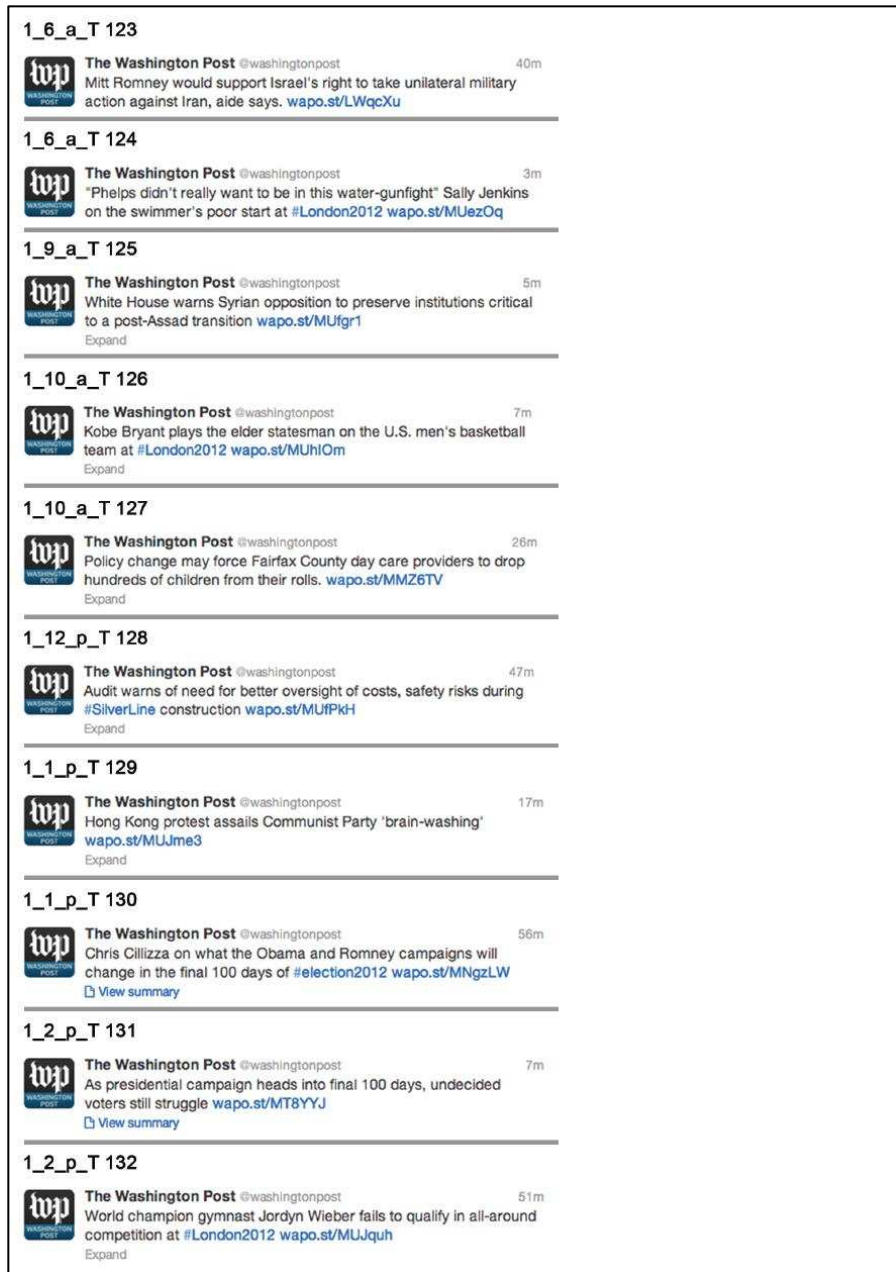 1_6_a_T 123
The Washington Post @washingtonpost 40m
Mitt Romney would support Israel's right to take unilateral military
action against Iran, aide says. wapo.st/LWqcXu
1_6_a_T 124
The Washington Post @washingtonpost 3m
"Phelps didn't really want to be in this water-gunfight" Sally Jenkins
on the swimmer's poor start at #London2012 wapo.st/MUezOq
1_9_a_T 125
The Washington Post @washingtonpost 5m
White House warns Syrian opposition to preserve institutions critical
to a post-Assad transition wapo.st/MUfgr1
Expand
1_10_a_T 126
The Washington Post @washingtonpost 7m
Kobe Bryant plays the elder statesman on the U.S. men's basketball
team at #London2012 wapo.st/MUhIOm
Expand
1_10_a_T 127
The Washington Post @washingtonpost 26m
Policy change may force Fairfax County day care providers to drop
hundreds of children from their rolls. wapo.st/MMZ6TV
Expand
1_12_p_T 128
The Washington Post @washingtonpost 47m
Audit warns of need for better oversight of costs, safety risks during
#SilverLine construction wapo.st/MUfPkH
Expand
1_1_p_T 129
The Washington Post @washingtonpost 17m
Hong Kong protest assails Communist Party 'brain-washing'
wapo.st/MUJme3
Expand
1_1_p_T 130
The Washington Post @washingtonpost 56m
Chris Cillizza on what the Obama and Romney campaigns will
change in the final 100 days of #election2012 wapo.st/MNgzLW
View summary
1_2_p_T 131
The Washington Post @washingtonpost 7m
As presidential campaign heads into final 100 days, undecided
voters still struggle wapo.st/MT8YYJ
View summary
1_2_p_T 132
The Washington Post @washingtonpost 51m
World champion gymnast Jordyn Wieber fails to qualify in all-around
competition at #London2012 wapo.st/MUJquh
Expand